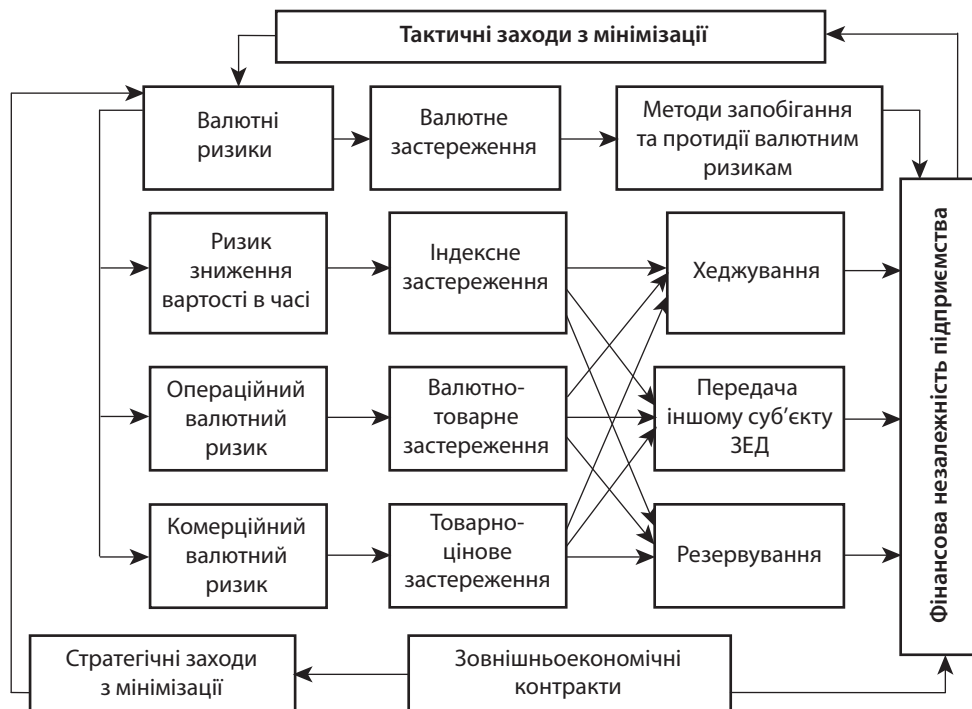 Тактичні заходи з мінімізації
Валютні
ризики
Валютне
застереження
Методи запобігання
та протидії валютним
ризикам
Ризик
зниження
вартості в часі
Індексне
застереження
Хеджування
Операційний
валютний
ризик
Валютно-
товарне
застереження
Передача
іншому суб’єкту
ЗЕД
Комерційний
валютний
ризик
Товарно-
цінове
застереження
Резервування
Фінансова незалежність підприємства
Стратегічні заходи
з мінімізації
Зовнішньоекономічні
контракти